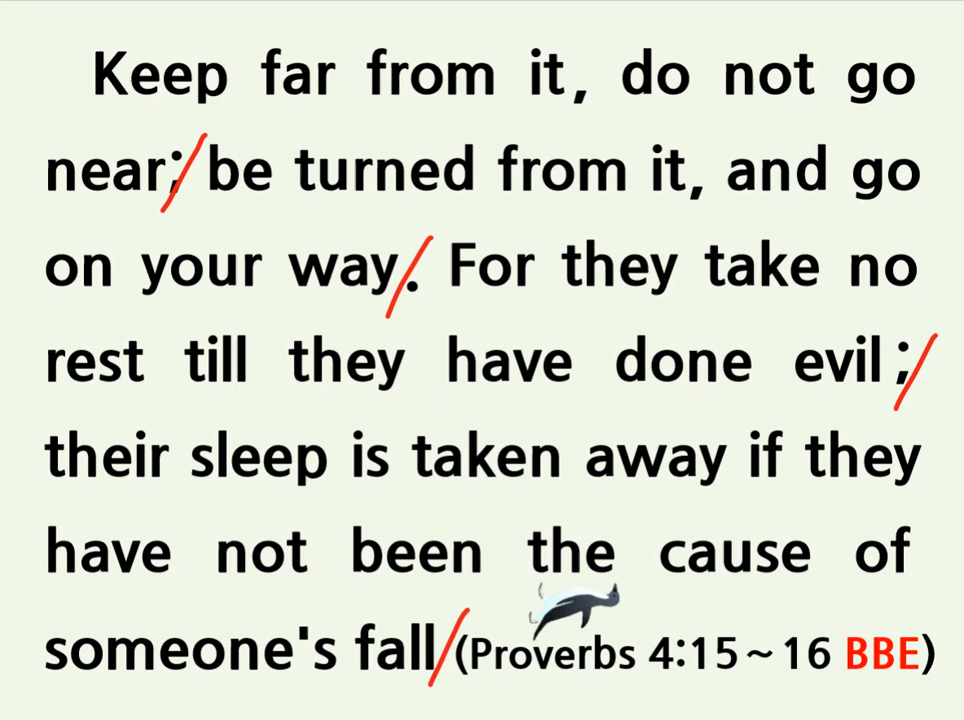 Keep far from it, do not go
near; be turned from it, and go
on your way. For they take no
rest till they have done evil;
their sleep is taken away if they
have not been the cause of
someone's fall (Proverbs 4:15~16 BBE)